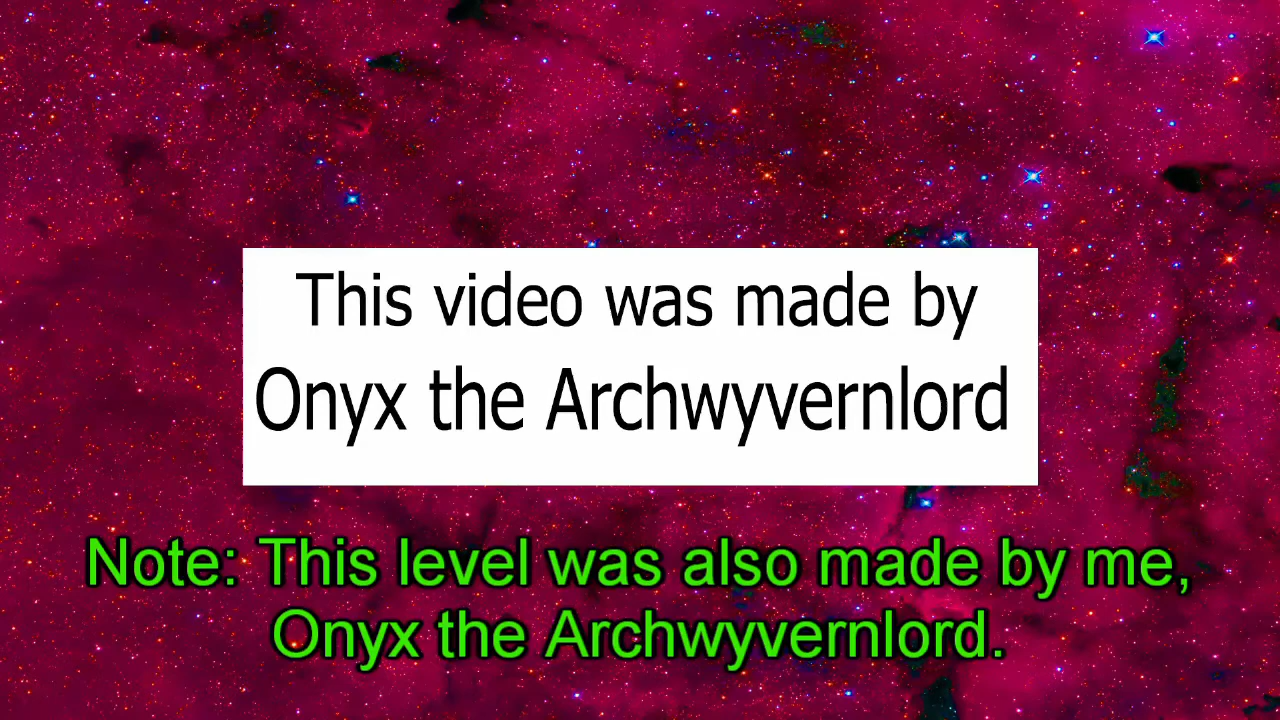 This video was made by
Onyx the Archwyvernlord
Note: This level was also made by me,
Onyx the Archwyvernlord.